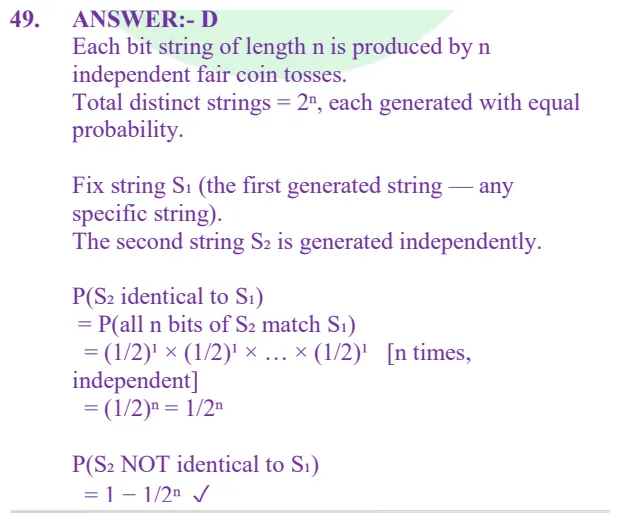 49. ANSWER:- D
Each bit string of length n is produced by n
independent fair coin tosses.
Total distinct strings = 2ⁿ, each generated with equal
probability.
Fix string S₁ (the first generated string — any
specific string).
The second string S₂ is generated independently.
P(S₂ identical to S₁)
= P(all n bits of S₂ match S₁)
= (1/2)¹ × (1/2)¹ × … × (1/2)¹ [n times,
independent]
= (1/2)ⁿ = 1/2ⁿ
P(S₂ NOT identical to S₁)
= 1 − 1/2ⁿ ✓